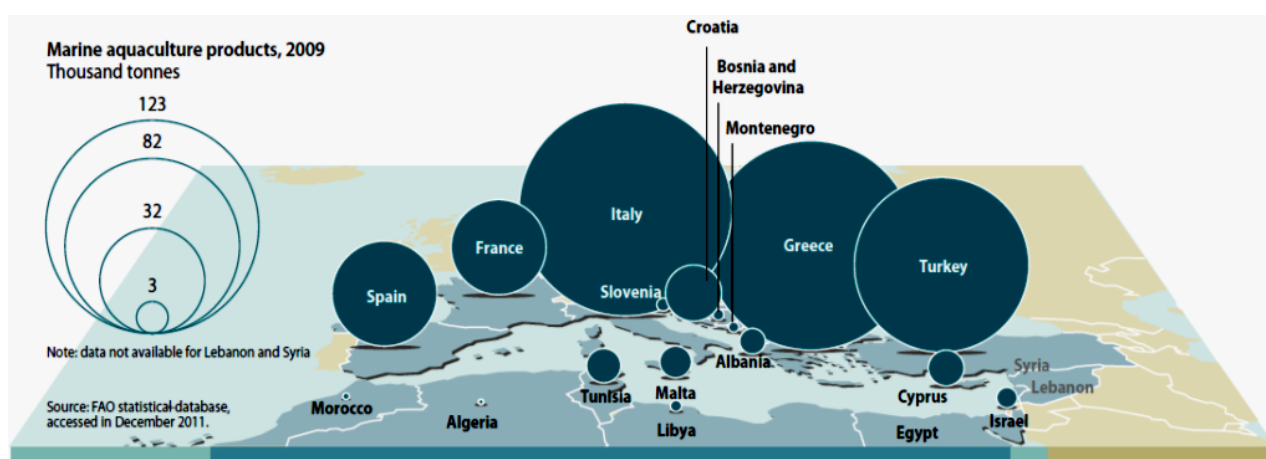 Marine aquaculture products, 2009
Thousand tonnes
123
82
32
3
Note: data not available for Lebanon and Syria
Source: FAO statistical database,
accessed in December 2011.
Croatia
Bosnia and
Herzegovina
Montenegro
Italy
France
Greece
Turkey
Spain
Slovenia
Albania
Syria
Lebanon
Tunisia
Malta
Cyprus
Israel
Morocco
Algeria
Libya
Egypt